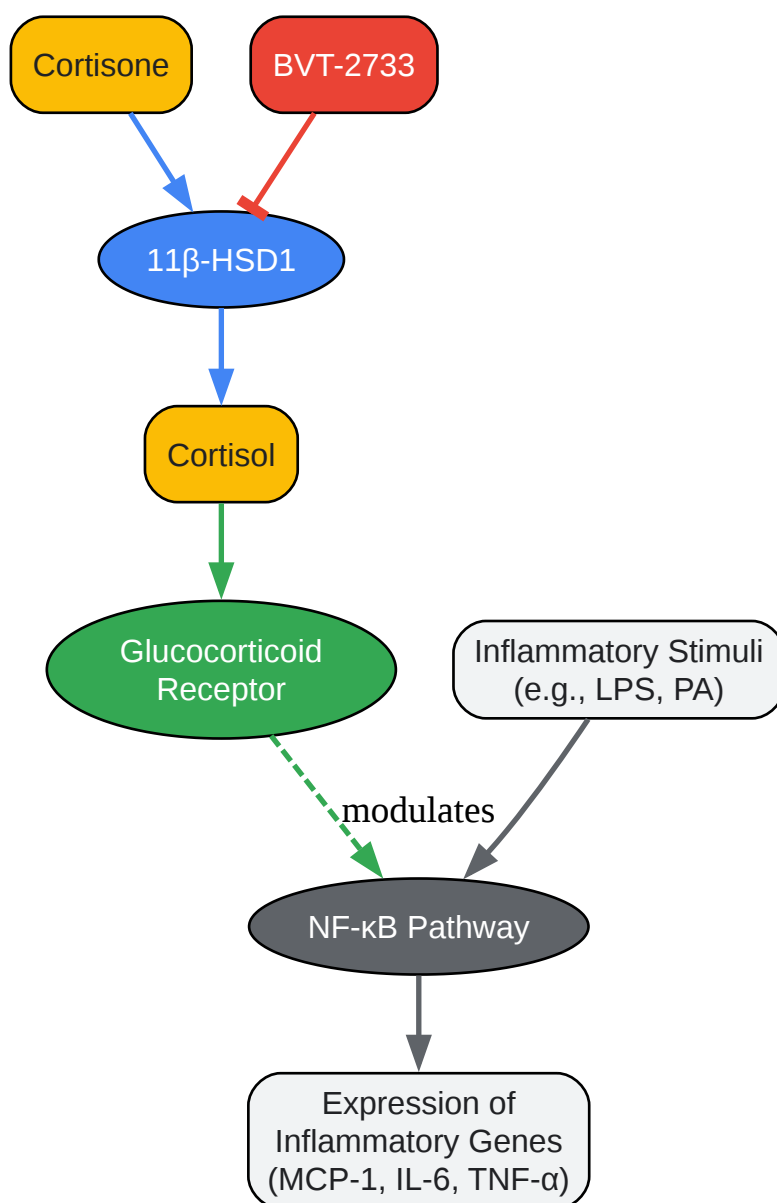 Cortisone
BVT-2733
11β-HSD1
Cortisol
Glucocorticoid
Receptor
Inflammatory Stimuli
(e.g., LPS, PA)
modulates
NF-κB Pathway
Expression of
Inflammatory Genes
(MCP-1, IL-6, TNF-α)